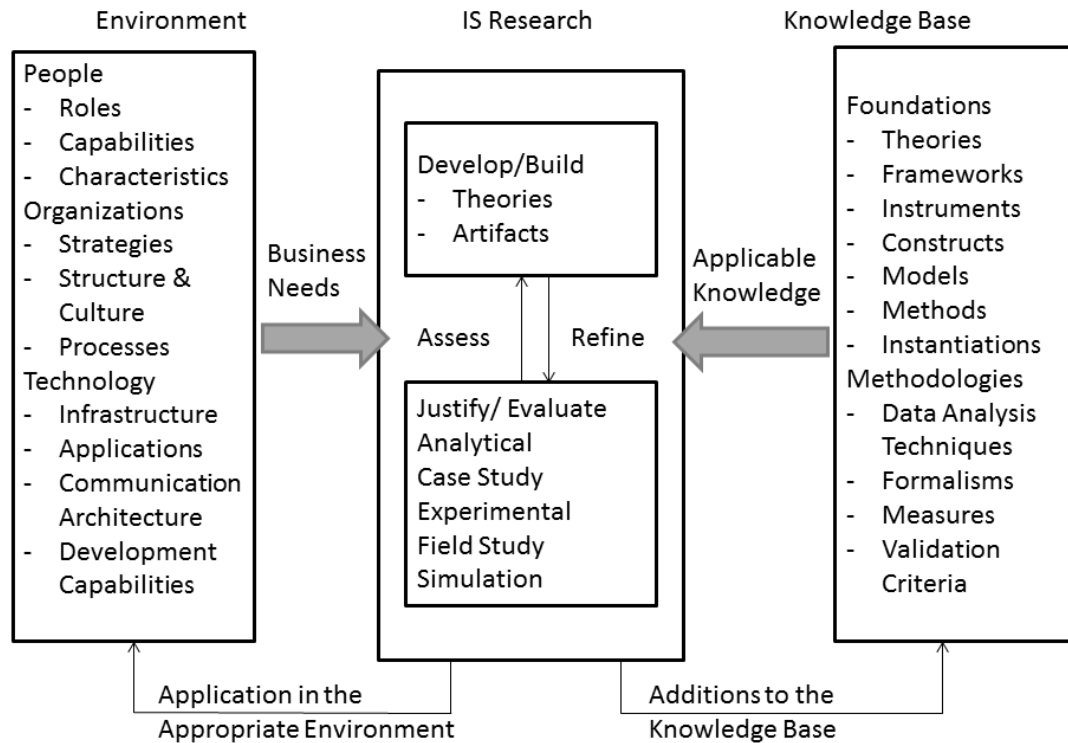 Environment
IS Research
Knowledge Base
People
- Roles
- Capabilities
- Characteristics
Organizations
- Strategies
- Structure &
Culture
- Processes
Technology
- Infrastructure
- Applications
- Communication
Architecture
- Development
Capabilities
Business
Needs
Develop/Build
- Theories
- Artifacts
Assess
Refine
Justify/ Evaluate
Analytical
Case Study
Experimental
Field Study
Simulation
Applicable
Knowledge
Foundations
- Theories
- Frameworks
- Instruments
- Constructs
- Models
- Methods
- Instantiations
Methodologies
- Data Analysis
Techniques
- Formalisms
- Measures
- Validation
Criteria
Application in the
Appropriate Environment
Additions to the
Knowledge Base